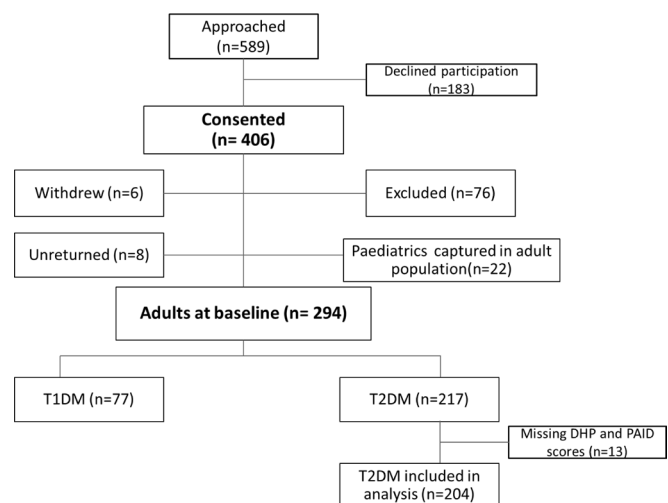 Approached
(n=589)
Declined participation
(n=183)
Consented
(n= 406)
Withdrew (n=6)
Excluded (n=76)
Unreturned (n=8)
Paediatrics captured in adult
population(n=22)
Adults at baseline (n= 294)
T1DM (n=77)
T2DM (n=217)
Missing DHP and PAID
scores (n=13)
T2DM included in
analysis (n=204)